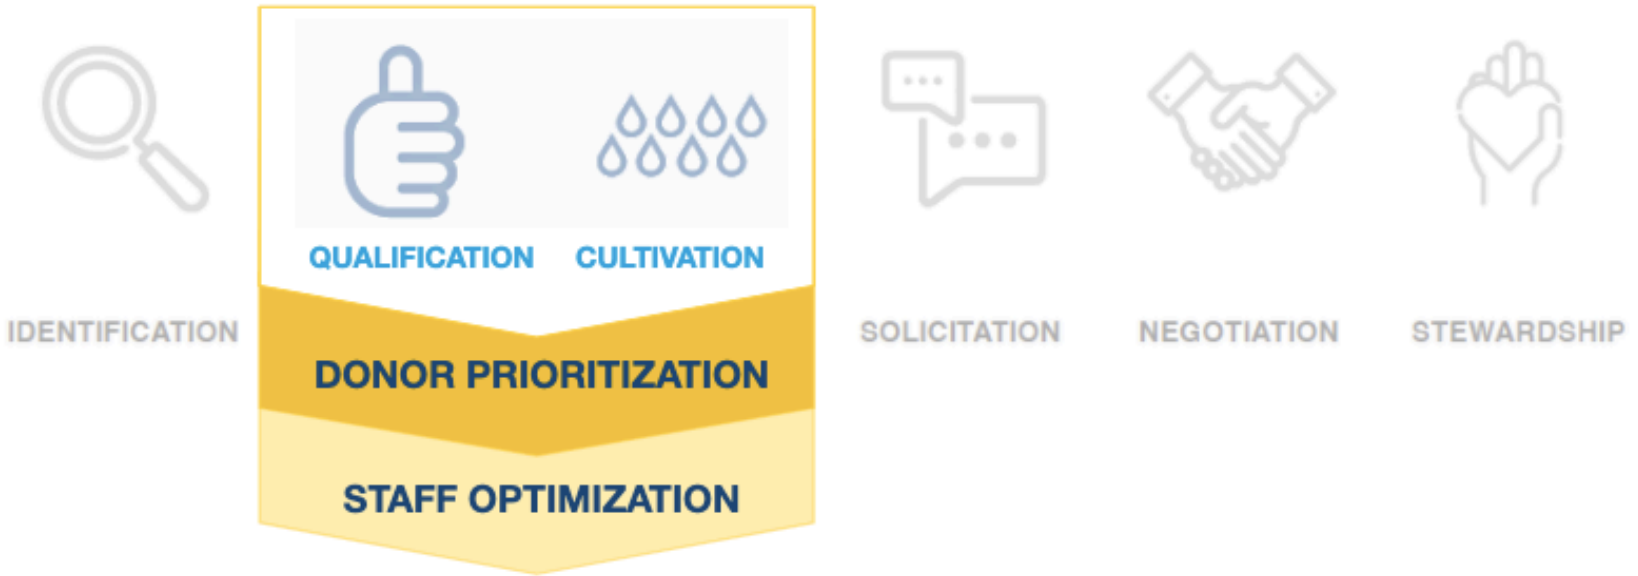 QUALIFICATION
CULTIVATION
IDENTIFICATION
SOLICITATION
NEGOTIATION
STEWARDSHIP
DONOR PRIORITIZATION
STAFF OPTIMIZATION